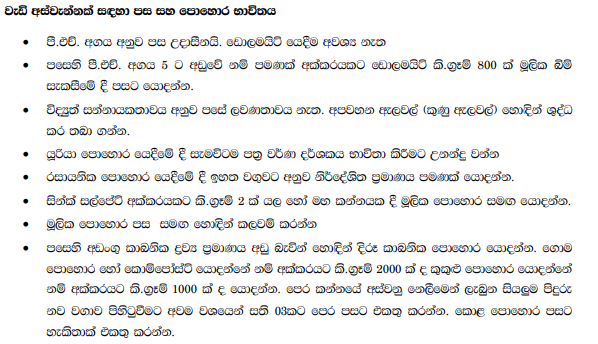 වැඩි අස්වැන්නක් සඳහා පස සහ පොහොර භාවිතය
• පී.එච්. අගය අනුව පස උදාසීනයි. ඩොලමයිට් යෙදීම අවශ්‍ය නැත
• පසෙහි පී.එච්. අගය 5 ට අඩුවේ නම් පමණක් අක්කරයකට ඩොලමයිට් කි.ග්‍රෑම් 800 ක් මූලික බිම්
සැකසීමේ දී පසට යොදන්න.
• විද්‍යුත් සන්නායකතාවය අනුව පසේ ලවණතාවය නැත. අපවහන ඇලවල් (කුණු ඇලවල්) හොඳින් ශුද්ධ
කර තබා ගන්න.
• යූරියා පොහොර යෙදීමේ දී සැමවිටම පත්‍ර වර්ණ දර්ශකය භාවිතා කිරීමට උනන්දු වන්න
• රසායනික පොහොර යෙදීමේ දී ඉහත වගුවට අනුව නිර්දේශිත ප්‍රමාණය පමණක් යොදන්න.
• සින්ක් සල්පේට් අක්කරයකට කි.ග්‍රෑම් 2 ක් යල හෝ මහ කන්නයක දී මූලික පොහොර සමඟ යොදන්න.
• මූලික පොහොර පස සමඟ හොඳින් කලවම් කරන්න
• පසෙහි අඩංගු කාබනික ද්‍රව්‍ය ප්‍රමාණය අඩු බැවින් හොඳින් දිරූ කාබනික පොහොර යොදන්න. ගොම
පොහොර හෝ කොම්පෝස්ට් යොදන්නේ නම් අක්කරයට කි.ග්‍රෑම් 2000 ක් ද කුකුළු පොහොර යොදන්නේ
නම් අක්කරයට කි.ග්‍රෑම් 1000 ක් ද යොදන්න. පෙර කන්නයේ අස්වනු නෙලීමෙන් ලැබුන සියලුම පිදුරු
නව වගාව පිහිටුවීමට අවම වශයෙන් සති 03කට පෙර පසට එකතු කරන්න. කොළ පොහොර පසට
හැකිතාක් එකතු කරන්න.